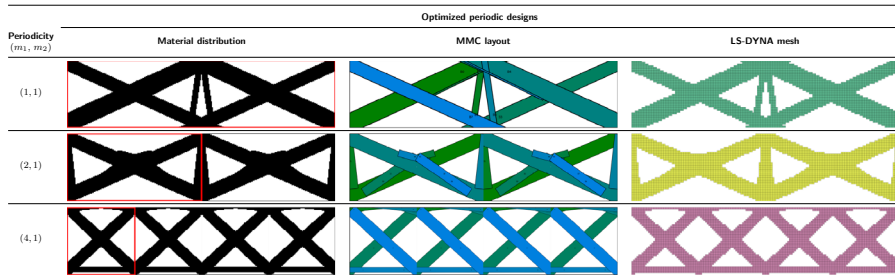 Optimized periodic designs
Periodicity
(m₁, m₂)
Material distribution
MMC layout
LS-DYNA mesh
(1, 1)
(2, 1)
(4, 1)